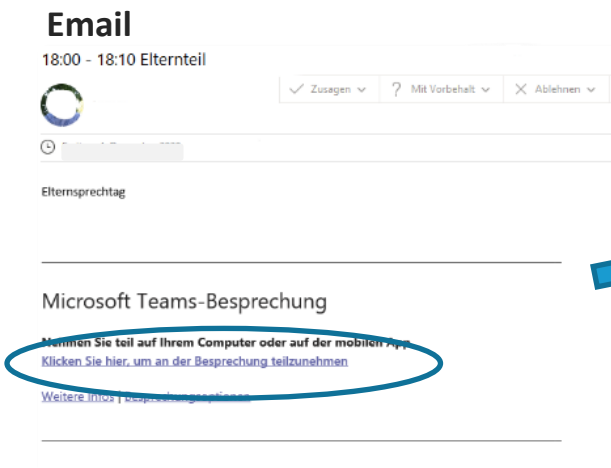 Email
18:00 - 18:10 Elternteil
Zusagen ? Mit Vorbehalt Ablehnen
Elternsprechtag
Microsoft Teams-Besprechung
Nehmen Sie teil auf Ihrem Computer oder auf der mobilen App
Klicken Sie hier, um an der Besprechung teilzunehmen
Weitere Infos | Besprechungsoptionen